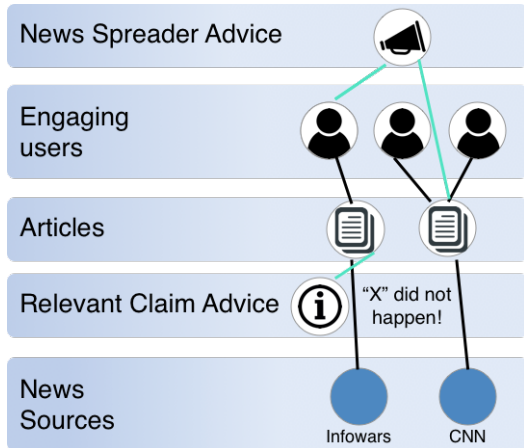 News Spreader Advice
Engaging
users
Articles
Relevant Claim Advice
“X” did not
happen!
News
Sources
Infowars
CNN